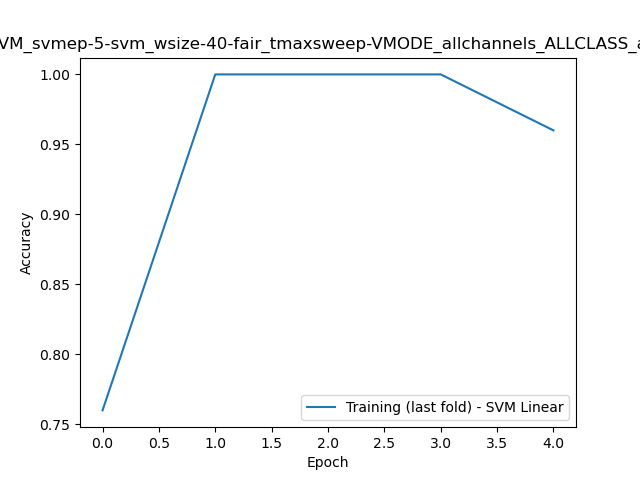 VM_svmep-5-svm_wsize-40-fair_tmaxsweep-VMODE_allchannels_ALLCLASS_a
1.00
0.95
0.90
0.85
0.80
0.75
Accuracy
Training (last fold) - SVM Linear
0.0 0.5 1.0 1.5 2.0 2.5 3.0 3.5 4.0
Epoch